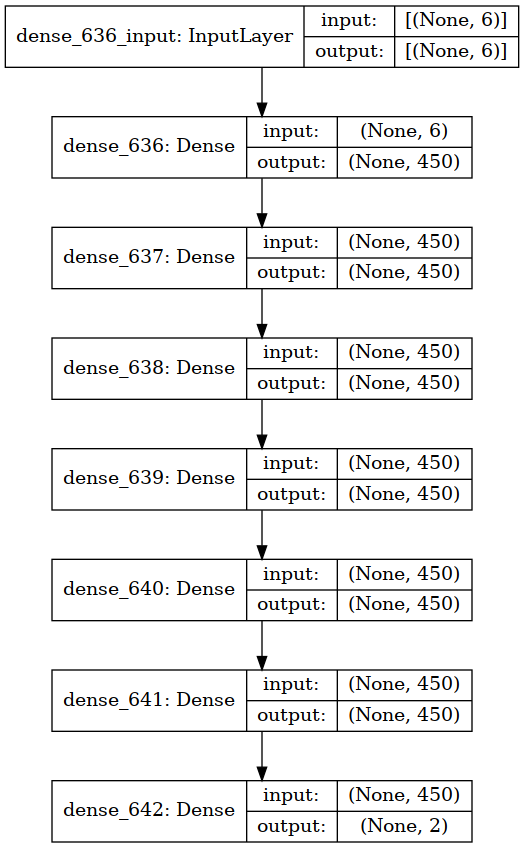 dense_636_input: InputLayer
input: [(None, 6)]
output: [(None, 6)]
dense_636: Dense
input: (None, 6)
output: (None, 450)
dense_637: Dense
input: (None, 450)
output: (None, 450)
dense_638: Dense
input: (None, 450)
output: (None, 450)
dense_639: Dense
input: (None, 450)
output: (None, 450)
dense_640: Dense
input: (None, 450)
output: (None, 450)
dense_641: Dense
input: (None, 450)
output: (None, 450)
dense_642: Dense
input: (None, 450)
output: (None, 2)